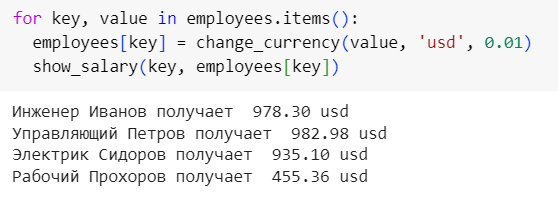 for key, value in employees.items():
  employees[key] = change_currency(value, 'usd', 0.01)
  show_salary(key, employees[key])
Инженер Иванов получает  978.30 usd
Управляющий Петров получает  982.98 usd
Электрик Сидоров получает  935.10 usd
Рабочий Прохоров получает  455.36 usd